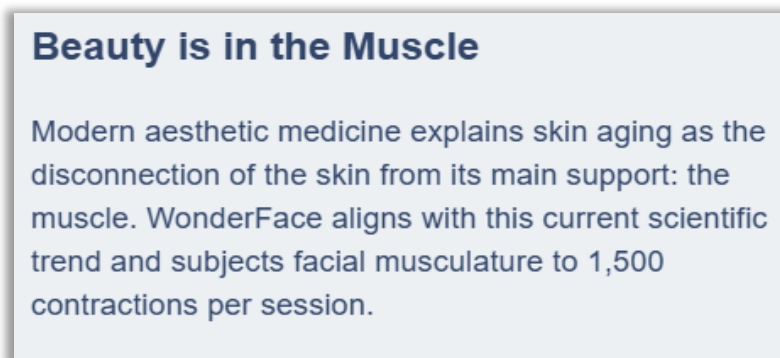 Beauty is in the Muscle
Modern aesthetic medicine explains skin aging as the
disconnection of the skin from its main support: the
muscle. WonderFace aligns with this current scientific
trend and subjects facial musculature to 1,500
contractions per session.